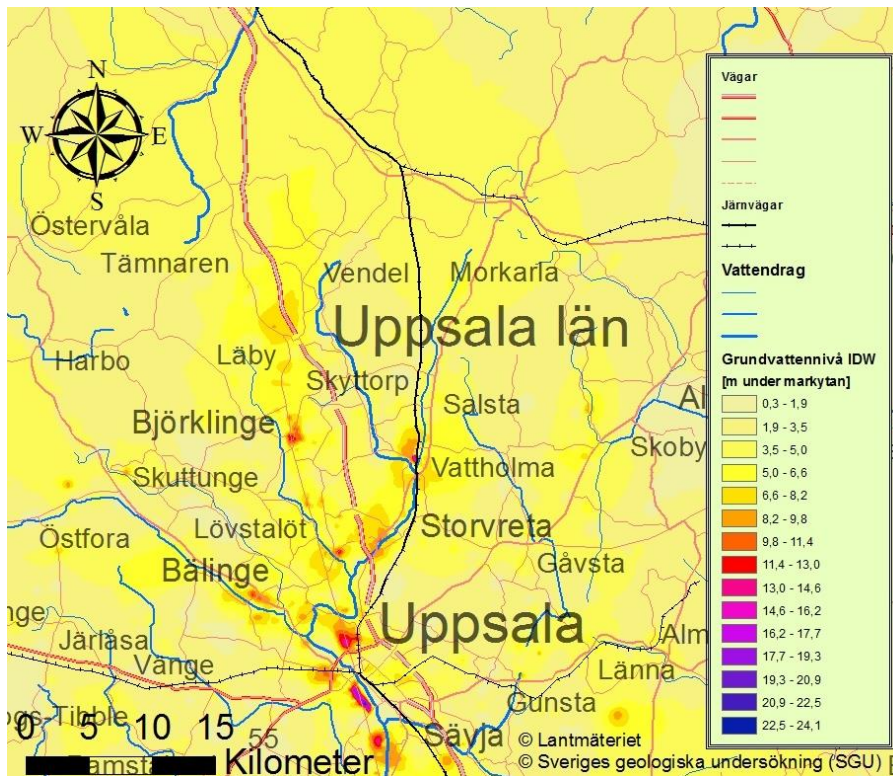 N
W
E
S
Östervåla
Tämnaren
Vendel
Morkarla
Uppsala län
Harbo
Läby
Skyttorp
Salsta
Björklinge
Skoby
Vattholma
Skuttunge
Lövstalöt
Storvreta
Östfora
Bälinge
Gåvsta
Uppsala
Järlåsa
Vänge
Länna
Gunsta
Sävja
0 5 10 15
55
Kilometer
© Lantmäteriet
© Sveriges geologiska undersökning (SGU)
Vägar
Järnvägar
Vattendrag
Grundvattennivå IDW
[m under markytan]
0,3 - 1,9
1,9 - 3,5
3,5 - 5,0
5,0 - 6,6
6,6 - 8,2
8,2 - 9,8
9,8 - 11,4
11,4 - 13,0
13,0 - 14,6
14,6 - 16,2
16,2 - 17,7
17,7 - 19,3
19,3 - 20,9
20,9 - 22,5
22,5 - 24,1